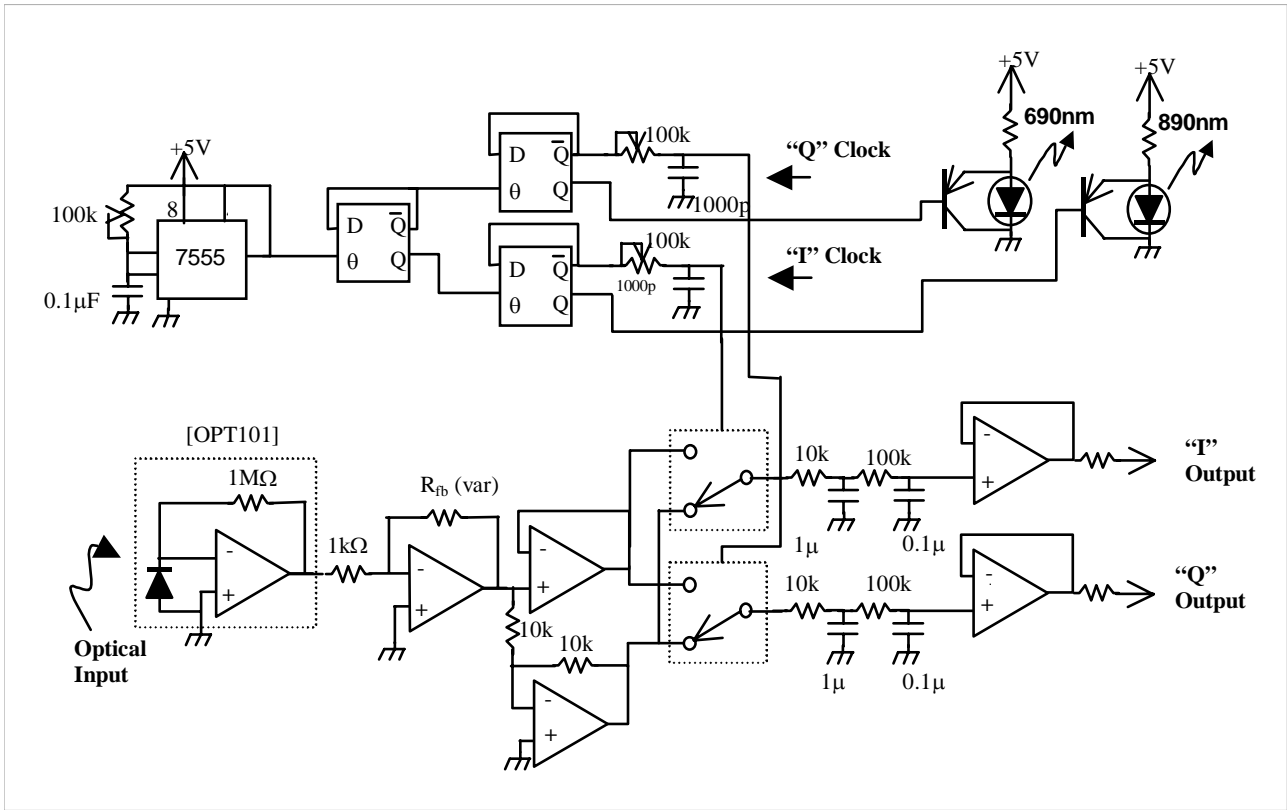 +5V
+5V
690nm
890nm
+5V
100k
8
7555
0.1μF
D
Q̅
θ
Q
D
Q̅
θ
Q
100k
1000p
“Q” Clock
D
Q̅
θ
Q
100k
1000p
“I” Clock
[OPT101]
1MΩ
-
+
Optical
Input
1kΩ
Rfb (var)
-
+
-
+
10k
10k
-
+
10k
100k
1μ
0.1μ
-
+
“I”
Output
10k
100k
1μ
0.1μ
-
+
“Q”
Output